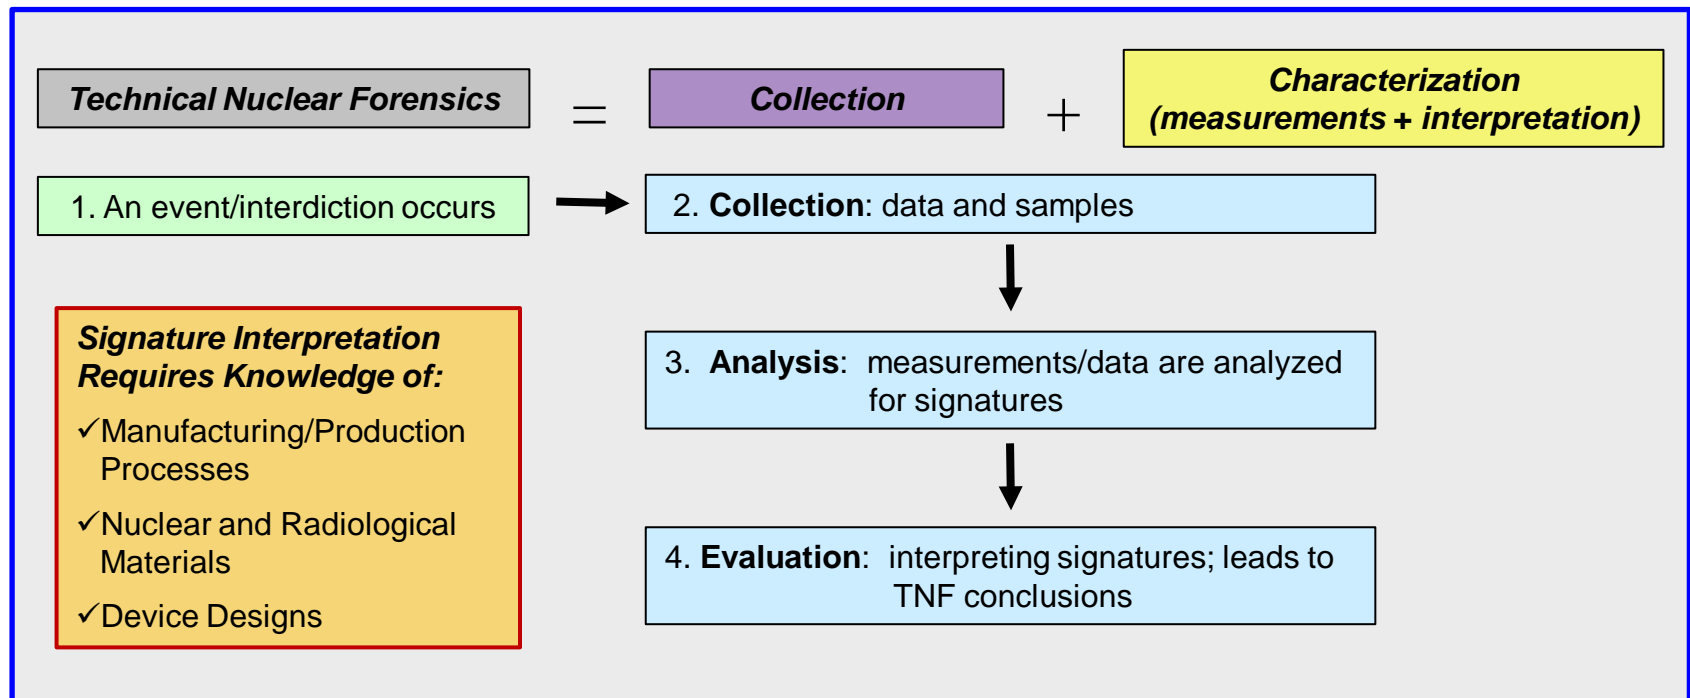 Technical Nuclear Forensics = Collection + Characterization
(measurements + interpretation)
1. An event/interdiction occurs
2. Collection: data and samples
Signature Interpretation
Requires Knowledge of:
✓Manufacturing/Production
Processes
✓Nuclear and Radiological
Materials
✓Device Designs
3. Analysis: measurements/data are analyzed
for signatures
4. Evaluation: interpreting signatures; leads to
TNF conclusions